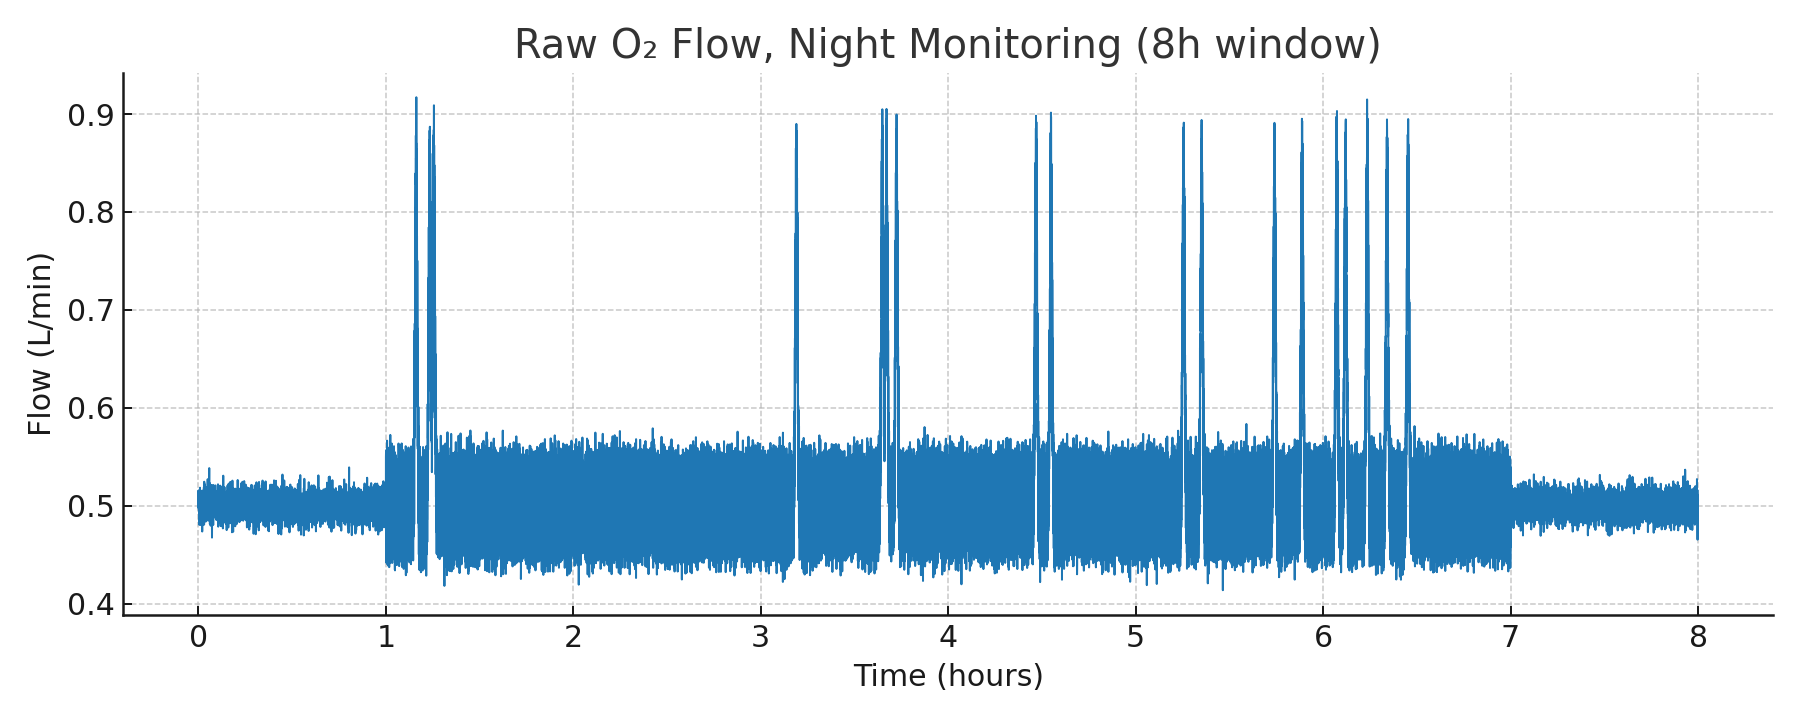 Raw O₂ Flow, Night Monitoring (8h window)
Flow (L/min)
0.9
0.8
0.7
0.6
0.5
0.4
0 1 2 3 4 5 6 7 8
Time (hours)